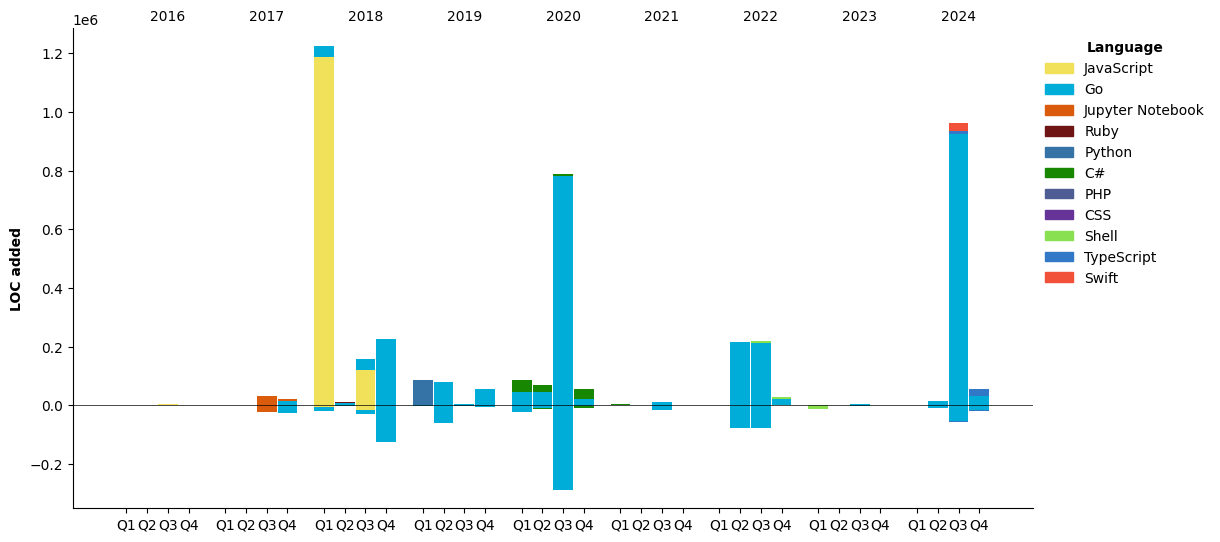 1e6
2016 2017 2018 2019 2020 2021 2022 2023 2024
1.2
1.0
0.8
0.6
0.4
0.2
0.0
−0.2
LOC added
Q1 Q2 Q3 Q4 Q1 Q2 Q3 Q4 Q1 Q2 Q3 Q4 Q1 Q2 Q3 Q4 Q1 Q2 Q3 Q4 Q1 Q2 Q3 Q4 Q1 Q2 Q3 Q4 Q1 Q2 Q3 Q4 Q1 Q2 Q3 Q4
Language
JavaScript
Go
Jupyter Notebook
Ruby
Python
C#
PHP
CSS
Shell
TypeScript
Swift